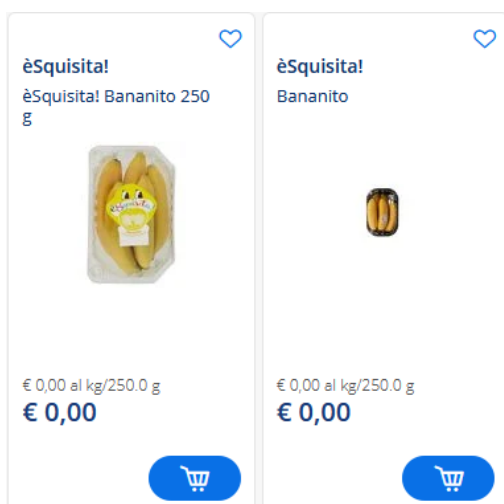 èSquisita!
èSquisita! Bananito 250
g
èSquisita!
€ 0,00 al kg/250.0 g
€ 0,00
èSquisita!
Bananito
€ 0,00 al kg/250.0 g
€ 0,00